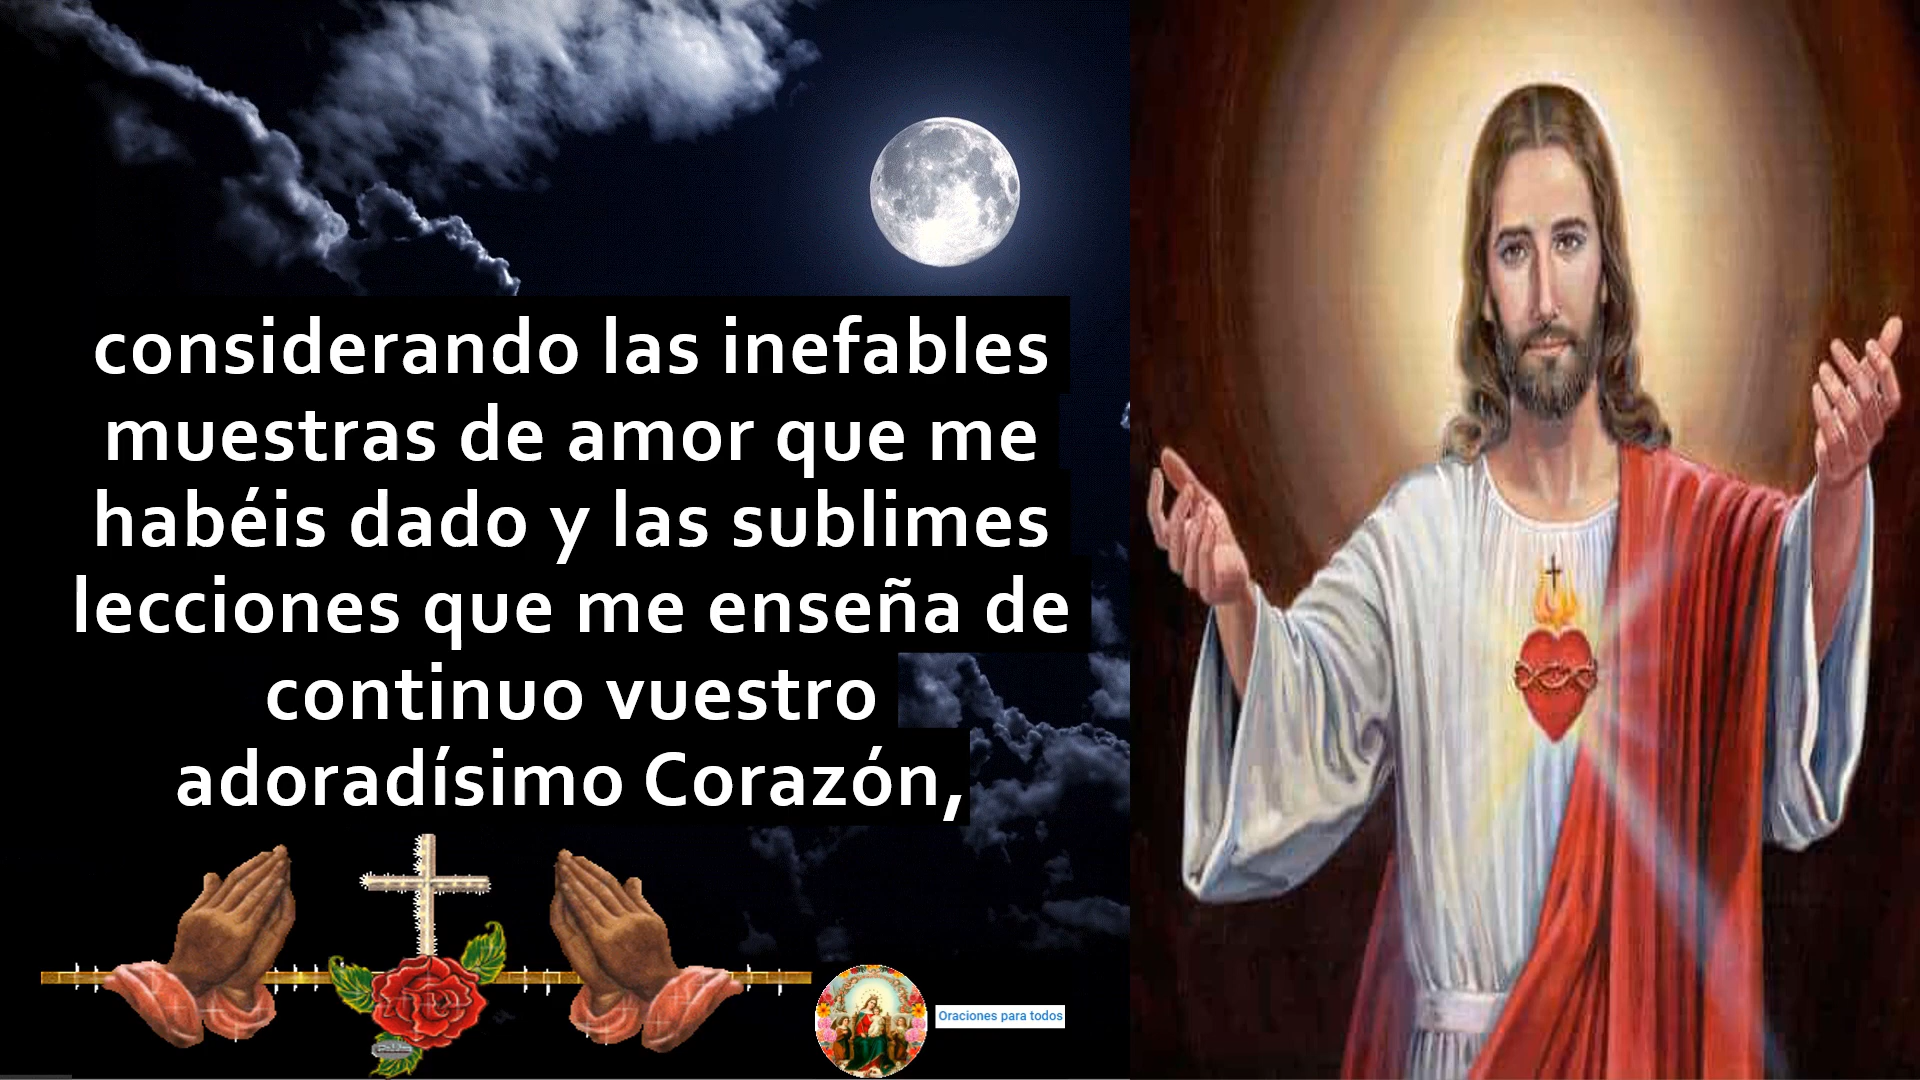 considerando las inefables
muestras de amor que me
habéis dado y las sublimes
lecciones que me enseña de
continuo vuestro
adoradísimo Corazón,
Oraciones para todos